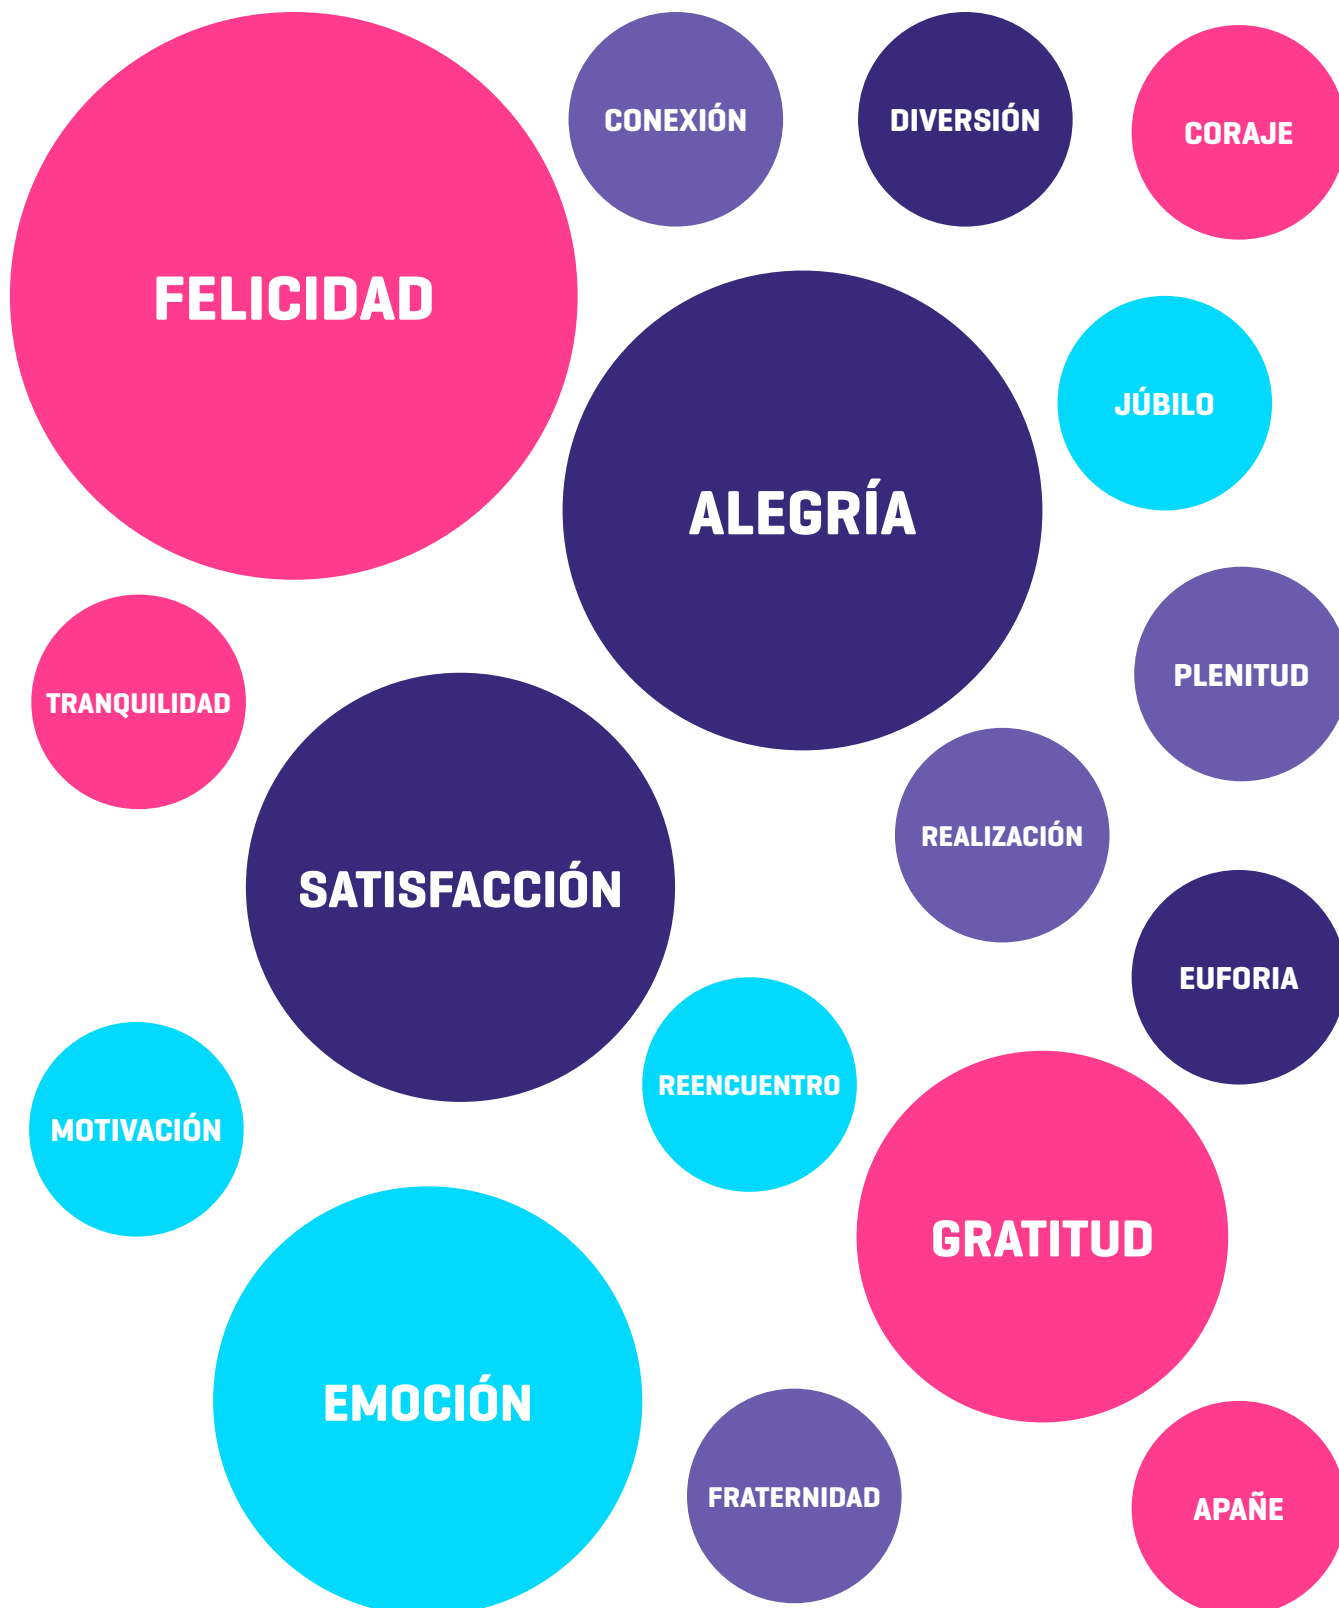 CONEXIÓN
DIVERSIÓN
CORAJE
FELICIDAD
JÚBILO
ALEGRÍA
PLENITUD
TRANQUILIDAD
REALIZACIÓN
SATISFACCIÓN
EUFORIA
REENCUENTRO
MOTIVACIÓN
GRATITUD
EMOCIÓN
FRATERNIDAD
APAÑE